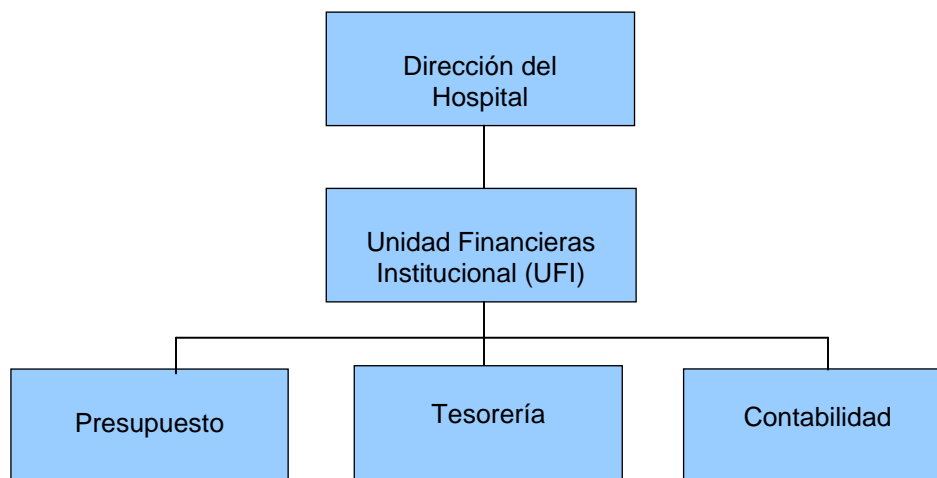 Dirección del
Hospital
Unidad Financieras
Institucional (UFI)
Presupuesto
Tesorería
Contabilidad